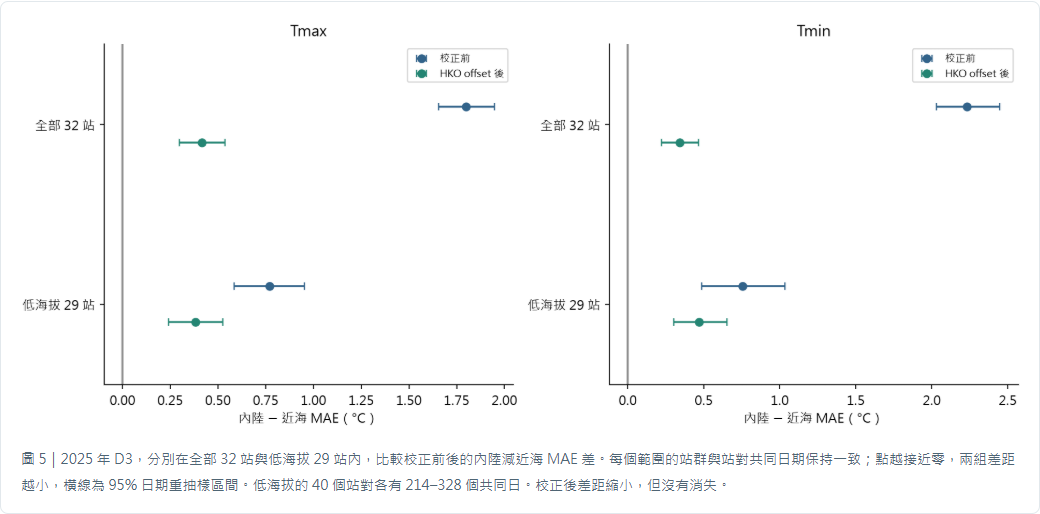 Tmax
校正前
HKO offset 後
全部 32 站
低海拔 29 站
0.00 0.25 0.50 0.75 1.00 1.25 1.50 1.75 2.00
內陸 − 近海 MAE（°C）
Tmin
校正前
HKO offset 後
全部 32 站
低海拔 29 站
0.0 0.5 1.0 1.5 2.0 2.5
內陸 − 近海 MAE（°C）
圖 5｜2025 年 D3，分別在全部 32 站與低海拔 29 站內，比較校正前後的內陸減近海 MAE 差。每個範圍的站群與站對共同日期保持一致；點越接近零，兩組差距
越小，橫線為 95% 日期重抽樣區間。低海拔的 40 個站對各有 214–328 個共同日。校正後差距縮小，但沒有消失。